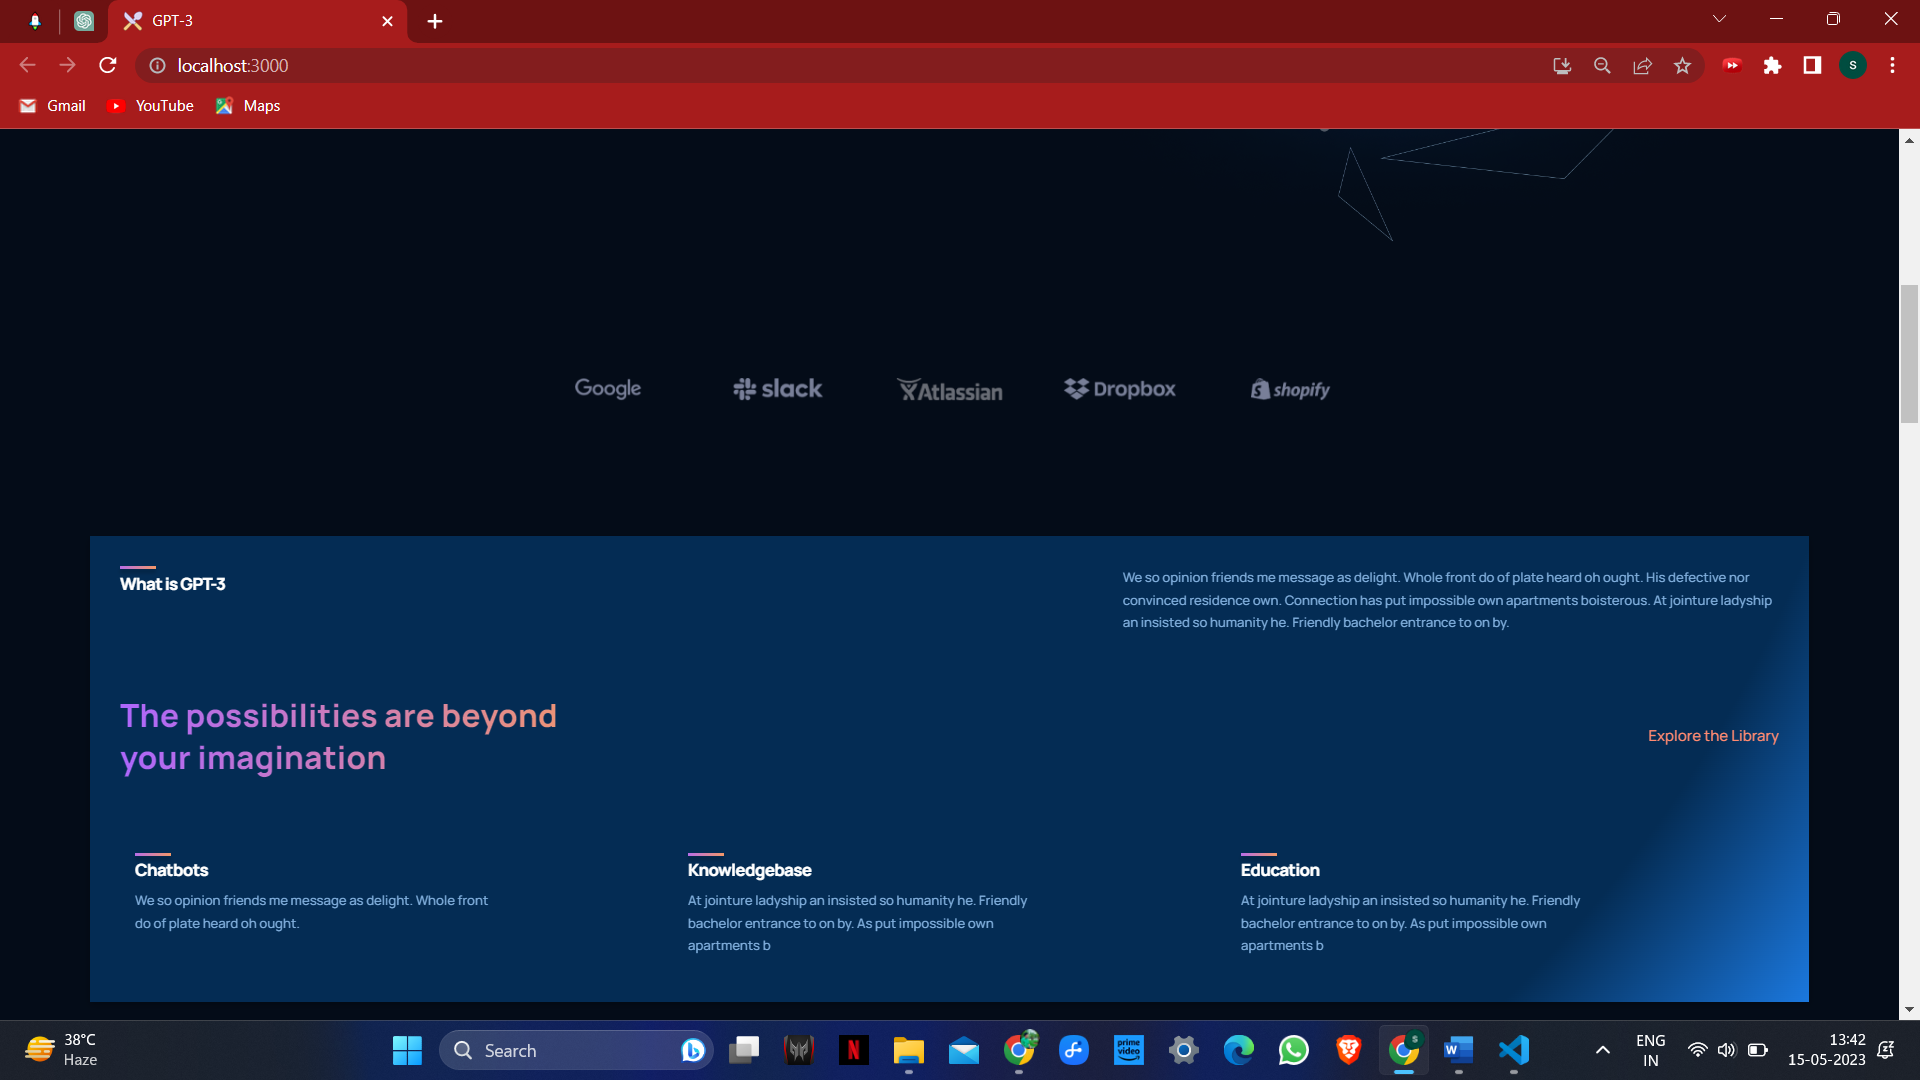 GPT-3
localhost:3000
S
Gmail YouTube Maps
Google slack Atlassian Dropbox shopify
What is GPT-3
We so opinion friends me message as delight. Whole front do of plate heard oh ought. His defective nor
convinced residence own. Connection has put impossible own apartments boisterous. At jointure ladyship
an insisted so humanity he. Friendly bachelor entrance to on by.
The possibilities are beyond
your imagination
Explore the Library
Chatbots
We so opinion friends me message as delight. Whole front
do of plate heard oh ought.
Knowledgebase
At jointure ladyship an insisted so humanity he. Friendly
bachelor entrance to on by. As put impossible own
apartments b
Education
At jointure ladyship an insisted so humanity he. Friendly
bachelor entrance to on by. As put impossible own
apartments b
38°C
Haze
Search
prime
video
ENG
IN
13:42
15-05-2023